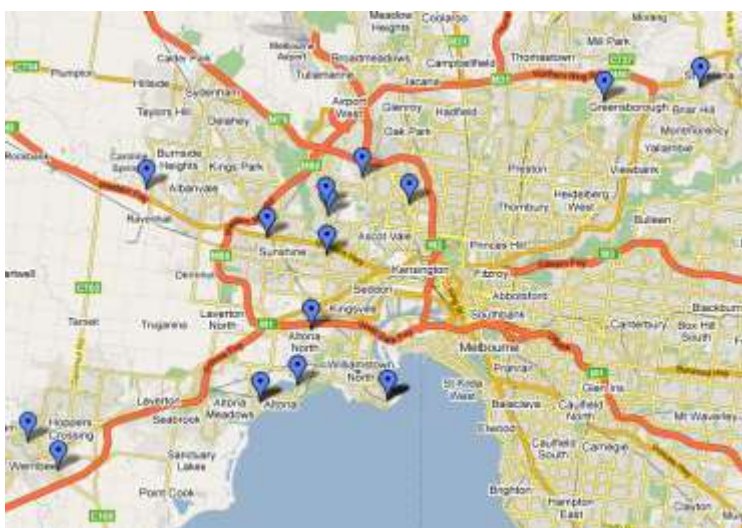 Meadow
Heights
Coolaroo
Mill Park
Calder Park
Melbourne
Airport
Broadmeadows
Campbellfield
Thomastown
Plumpton
Hillside
Tullamarine
Sydenham
Jacana
Greensborough
Briar Hill
Taylors Hill
Delahey
Airport
West
Glenroy
Hadfield
Montmorency
Oak Park
Yallambie
Rockbank
Burnside
Heights
Kings Park
Preston
Viewbank
Albanvale
Thornbury
Heidelberg
West
Ravenhall
Ascot Vale
Bulleen
Sunshine
Princes Hill
Kensington
Fitzroy
Derrimut
Seddon
Abbotsford
Tarneit
Truganina
Laverton
North
Kingsville
Southbank
Canterbury
Box Hill
South
Altona
North
Melbourne
Williamstown
North
Prahran
Glen Iris
St Kilda
West
Laverton
Altona
Meadows
Altona
Balaclava
Caulfield
North
Mt Waverley
Hoppers
Crossing
Seabrook
Elwood
Carnegie
Caulfield
South
Werribee
Sanctuary
Lakes
Point Cook
Brighton
Hampton
East
Clayton